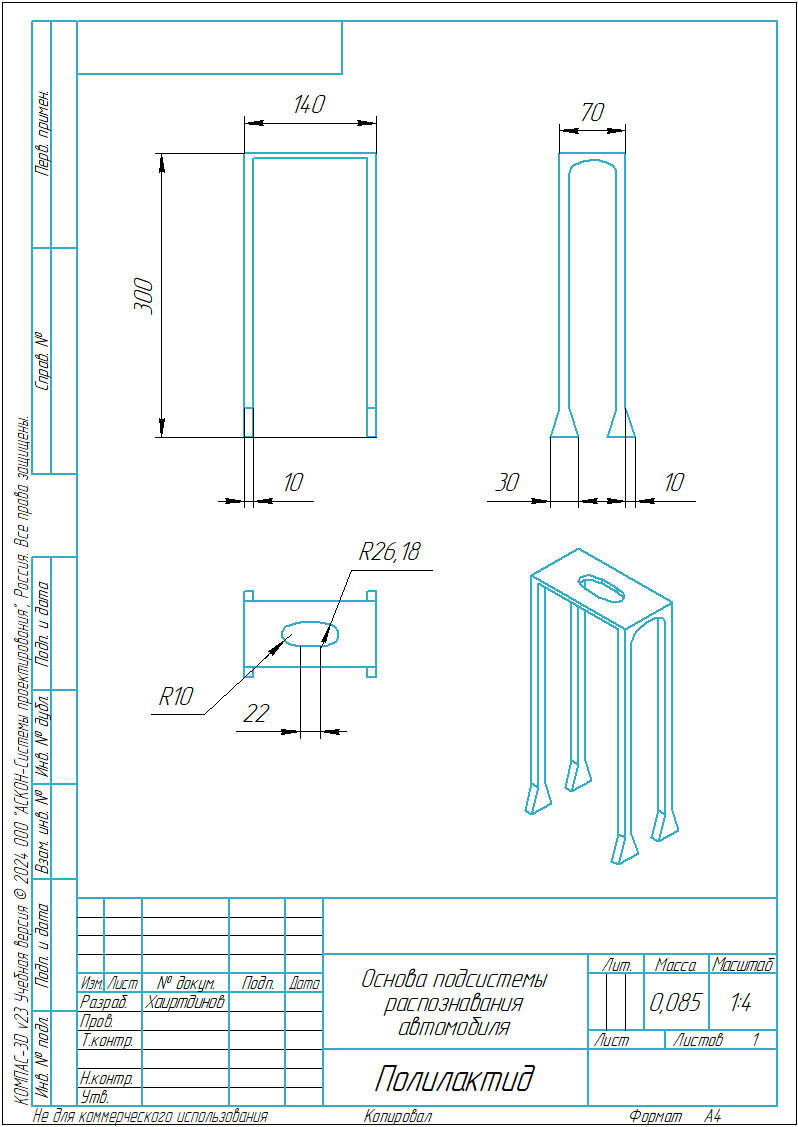 140
70
Перв. примен.
300
Справ. №
10
30
10
R26,18
R10
22
КОМПАС-3D v23 Учебная версия © 2024 ООО "АСКОН-Системы проектирования", Россия. Все права защищены.
Подп. и дата
Инв. № дубл.
Взам. инв. №
Подп. и дата
Инв. № подл.
Изм. Лист № докум. Подп. Дата
Разраб. Хаиртдинов
Пров.
Т.контр.
Н.контр.
Утв.
Основа подсистемы
распознавания
автомобиля
Лит. Масса Масштаб
0,085 1:4
Лист Листов 1
Полилактид
Не для коммерческого использования Копировал Формат А4